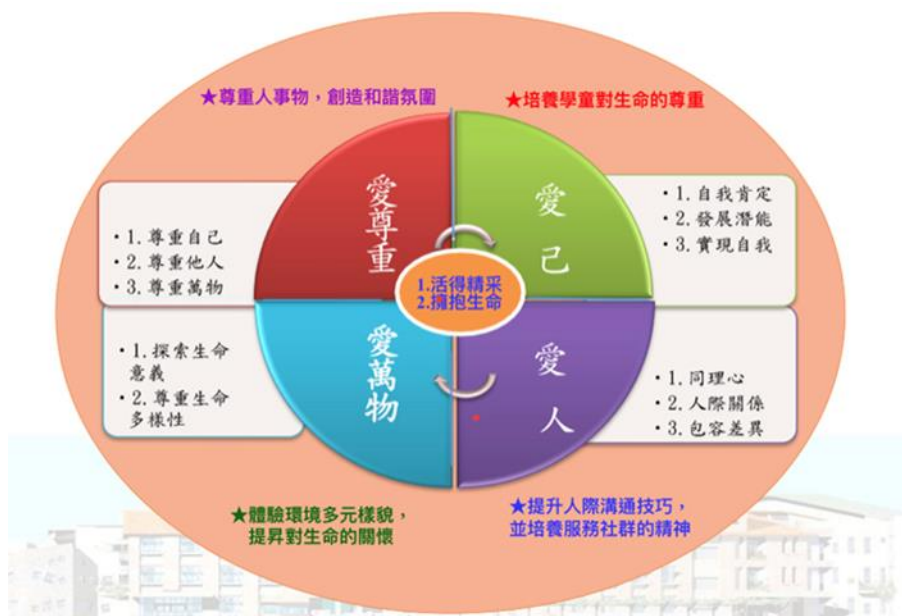 ★尊重人事物，創造和諧氛圍
★培養學童對生命的尊重
愛尊重
• 1. 尊重自己
• 2. 尊重他人
• 3. 尊重萬物
愛己
• 1. 自我肯定
• 2. 發展潛能
• 3. 實現自我
1.活得精采
2.擁抱生命
愛萬物
• 1. 探索生命
意義
• 2. 尊重生命
多樣性
愛人
• 1. 同理心
• 2. 人際關係
• 3. 包容差異
★體驗環境多元樣貌，
提昇對生命的關懷
★提升人際溝通技巧，
並培養服務社群的精神